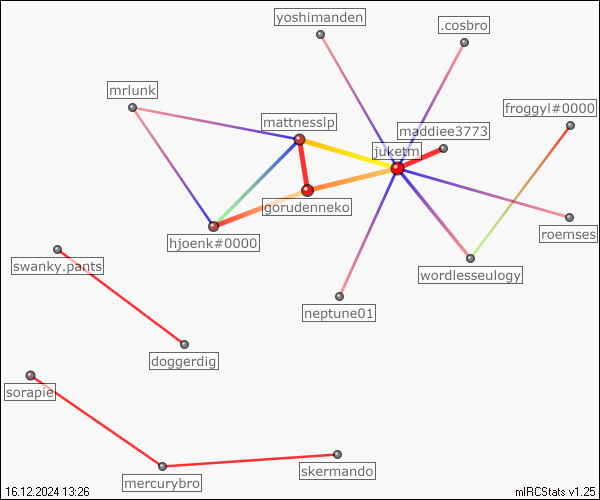 yoshimanden
.cosbro
mrlunk
froggyl#0000
mattnesslp
maddiee3773
juketm
gorudenneko
roemses
hjoenk#0000
swanky.pants
wordlesseulogy
neptune01
doggerdig
sorapie
skermando
mercurybro
16.12.2024 13:26
mIRCStats v1.25